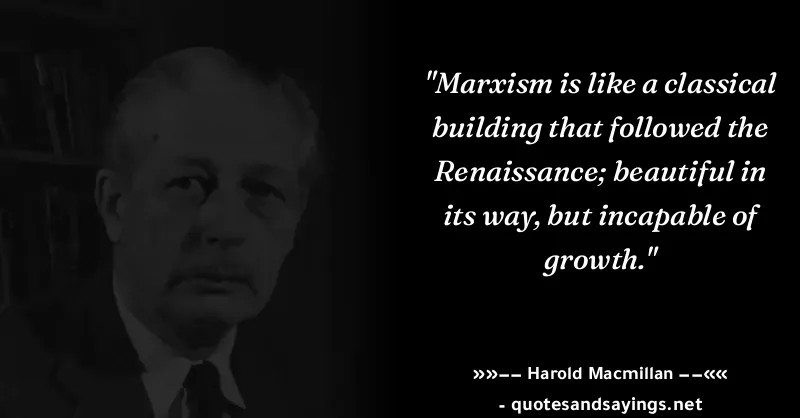 "Marxism is like a classical
building that followed the
Renaissance; beautiful in
its way, but incapable of
growth."
»»–– Harold Macmillan ––««
- quotesandsayings.net